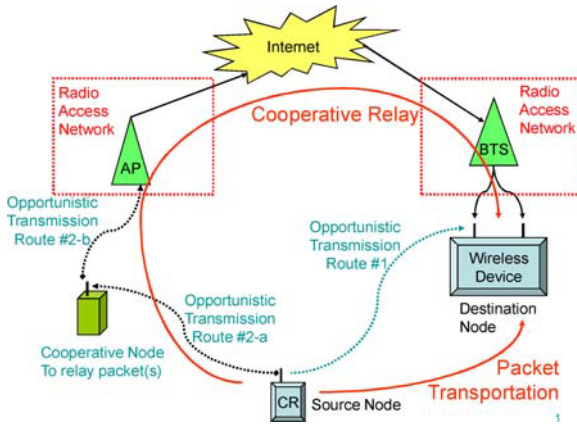 Internet
Radio
Access
Network
Radio
Access
Network
Cooperative Relay
AP
BTS
Opportunistic
Transmission
Route #2-b
Opportunistic
Transmission
Route #1
Wireless
Device
Opportunistic
Transmission
Route #2-a
Destination
Node
Cooperative Node
To relay packet(s)
Packet
Transportation
CR
Source Node
1